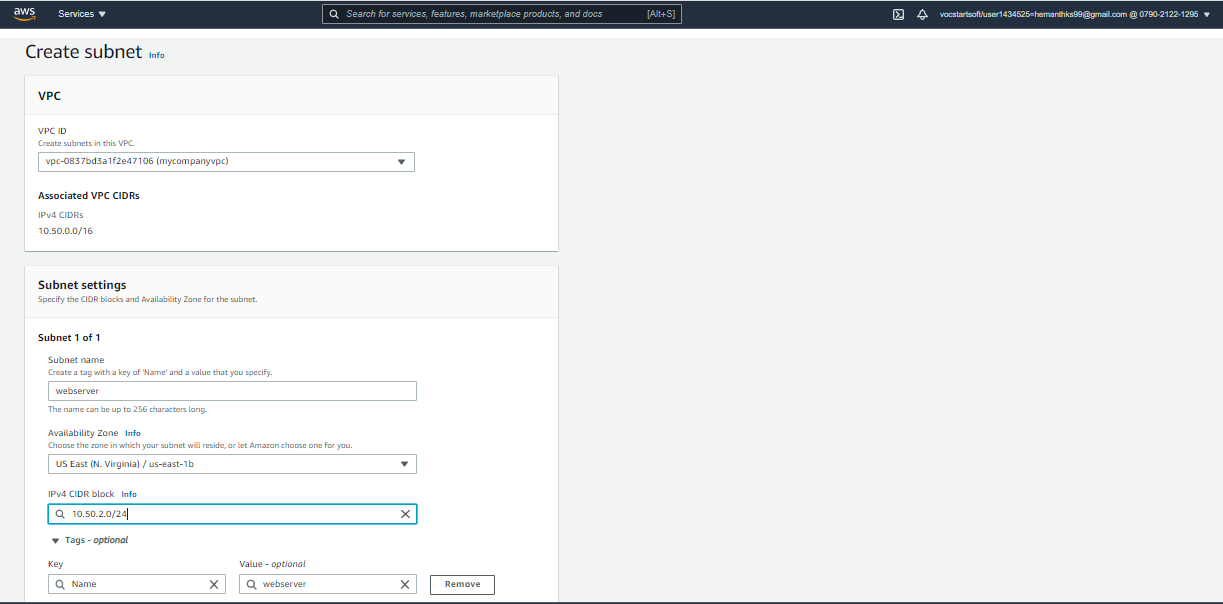 aws Services Search for services, features, marketplace products, and docs [Alt+S] vocstartsoft/user1434525=hemanthks99@gmail.com @ 0790-2122-1295
Create subnet Info
VPC
VPC ID
Create subnets in this VPC.
vpc-0837bd3a1f2e47106 (mycompanyvpc)
Associated VPC CIDRs
IPv4 CIDRs
10.50.0.0/16
Subnet settings
Specify the CIDR blocks and Availability Zone for the subnet.
Subnet 1 of 1
Subnet name
Create a tag with a key of 'Name' and a value that you specify.
webserver
The name can be up to 256 characters long.
Availability Zone Info
Choose the zone in which your subnet will reside, or let Amazon choose one for you.
US East (N. Virginia) / us-east-1b
IPv4 CIDR block Info
10.50.2.0/24
Tags - optional
Key Value - optional
Name webserver Remove